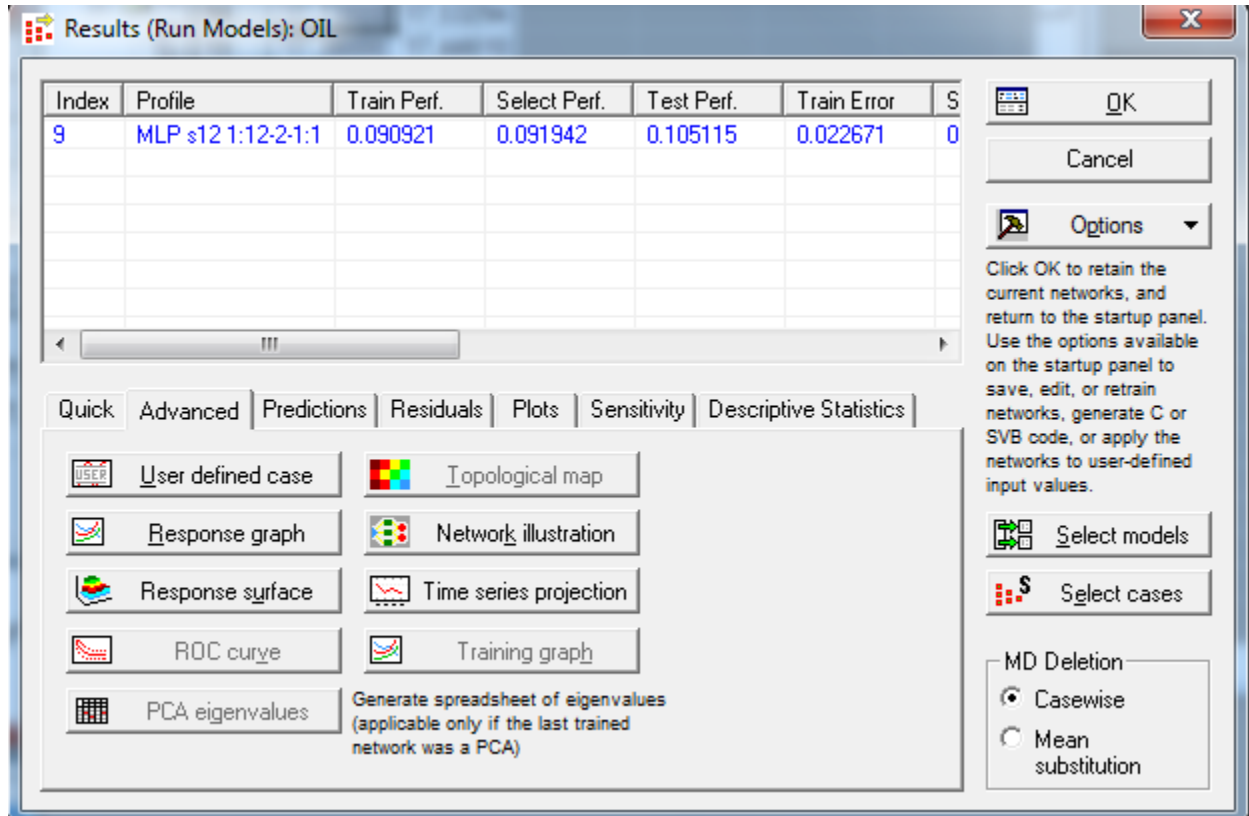 Results (Run Models): OIL
X
Index Profile Train Perf. Select Perf. Test Perf. Train Error S
9 MLP s12 1:12-2-1:1 0.090921 0.091942 0.105115 0.022671 0
OK
Cancel
Options
Click OK to retain the
current networks, and
return to the startup panel.
Use the options available
on the startup panel to
save, edit, or retrain
networks, generate C or
SVB code, or apply the
networks to user-defined
input values.
Select models
Select cases
MD Deletion
Casewise
Mean
substitution
Quick Advanced Predictions Residuals Plots Sensitivity Descriptive Statistics
USER User defined case
Topological map
Response graph
Network illustration
Response surface
Time series projection
ROC curve
Training graph
PCA eigenvalues
Generate spreadsheet of eigenvalues
(applicable only if the last trained
network was a PCA)